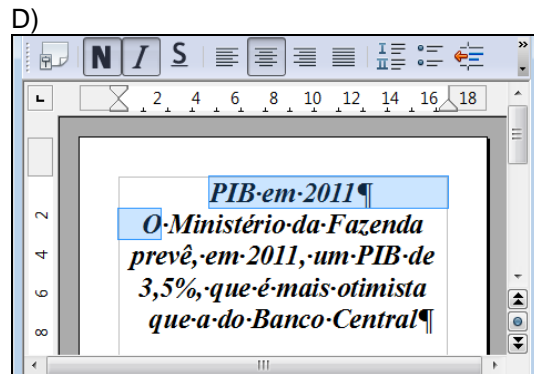 D)
N I S I II »
2 4 6 8 10 12 14 16 18
PIB·em·2011¶
O·Ministério·da·Fazenda
prevê,·em·2011,·um·PIB·de
3,5%,·que·é·mais·otimista
que·a·do·Banco·Central¶
2
4
6
8